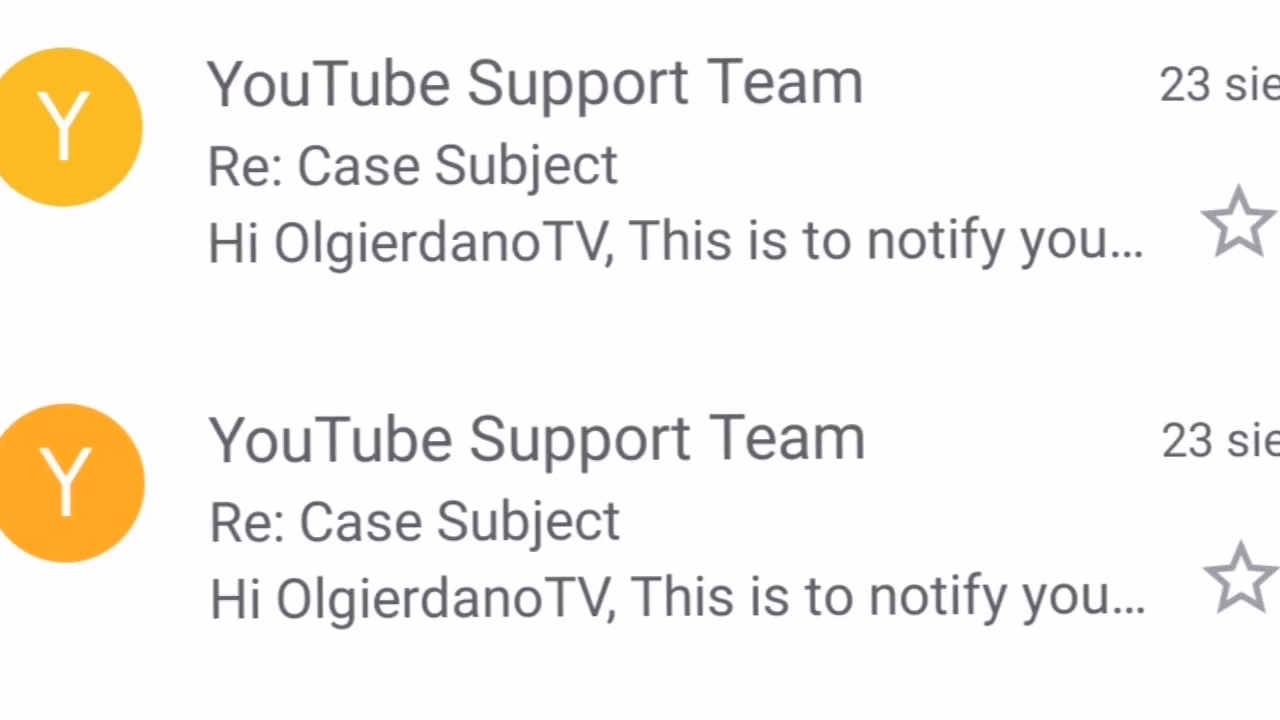 Y
YouTube Support Team
23 sie
Re: Case Subject
Hi OlgierdanoTV, This is to notify you...
Y
YouTube Support Team
23 sie
Re: Case Subject
Hi OlgierdanoTV, This is to notify you...